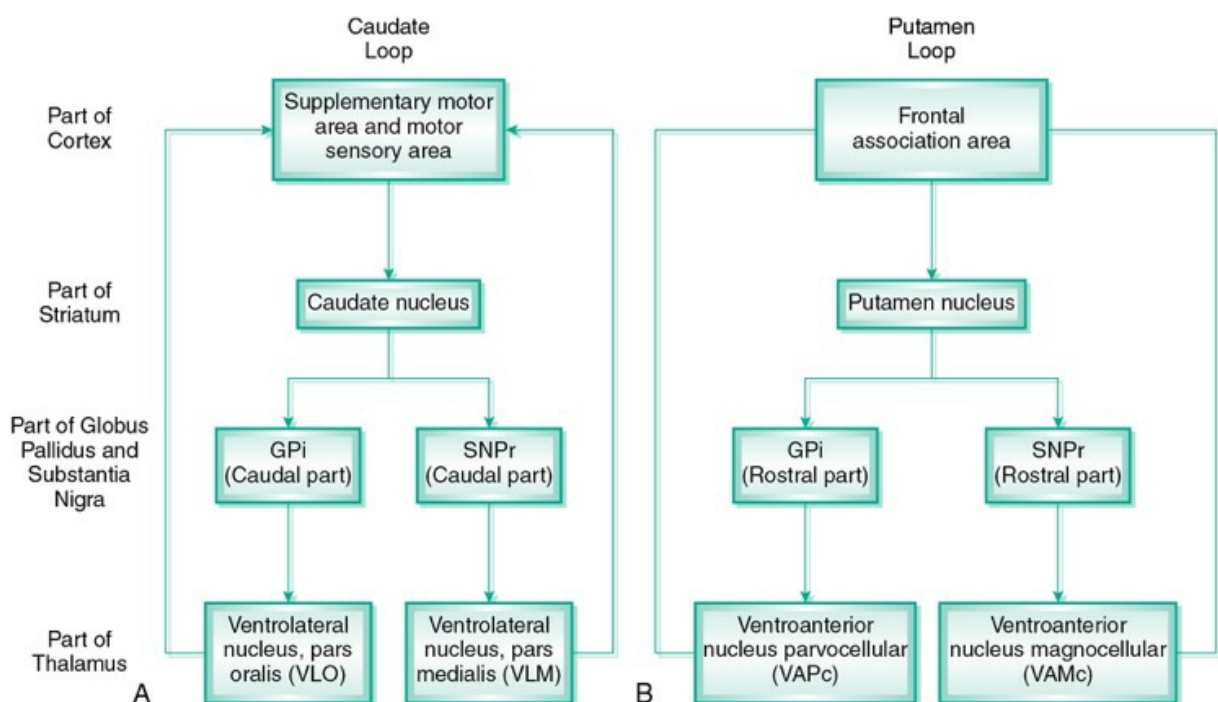 Caudate
Loop
Putamen
Loop
Part of
Cortex
Supplementary motor
area and motor
sensory area
Frontal
association area
Part of
Striatum
Caudate nucleus
Putamen nucleus
Part of Globus
Pallidus and
Substantia
Nigra
GPi
(Caudal part)
SNPr
(Caudal part)
GPi
(Rostral part)
SNPr
(Rostral part)
Part of
Thalamus
Ventrolateral
nucleus, pars
oralis (VLO)
Ventrolateral
nucleus, pars
medialis (VLM)
Ventroanterior
nucleus parvocellular
(VAPc)
Ventroanterior
nucleus magnocellular
(VAMc)
A
B